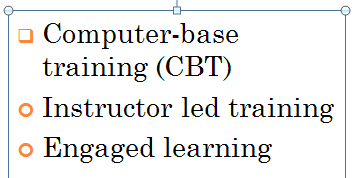 Computer-base
training (CBT)
Instructor led training
Engaged learning